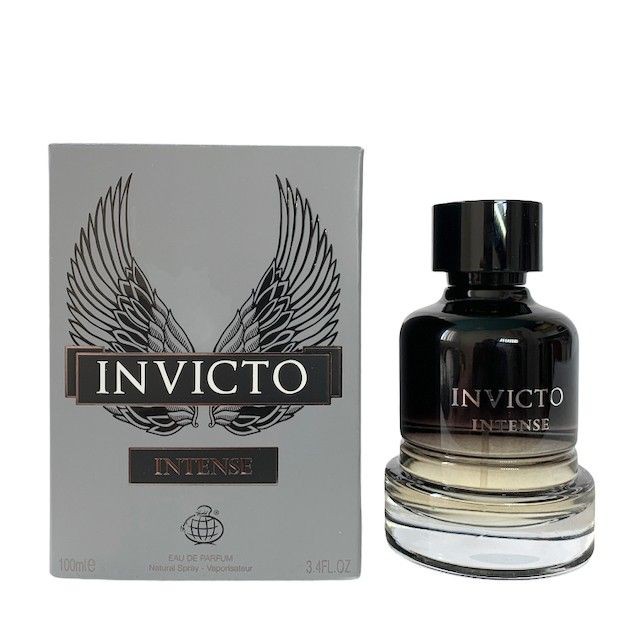 INVICTO
INTENSE
EAU DE PARFUM
100ml e
Natural Spray - Vaporisateur
3.4FL.OZ
INVICTO
INTENSE